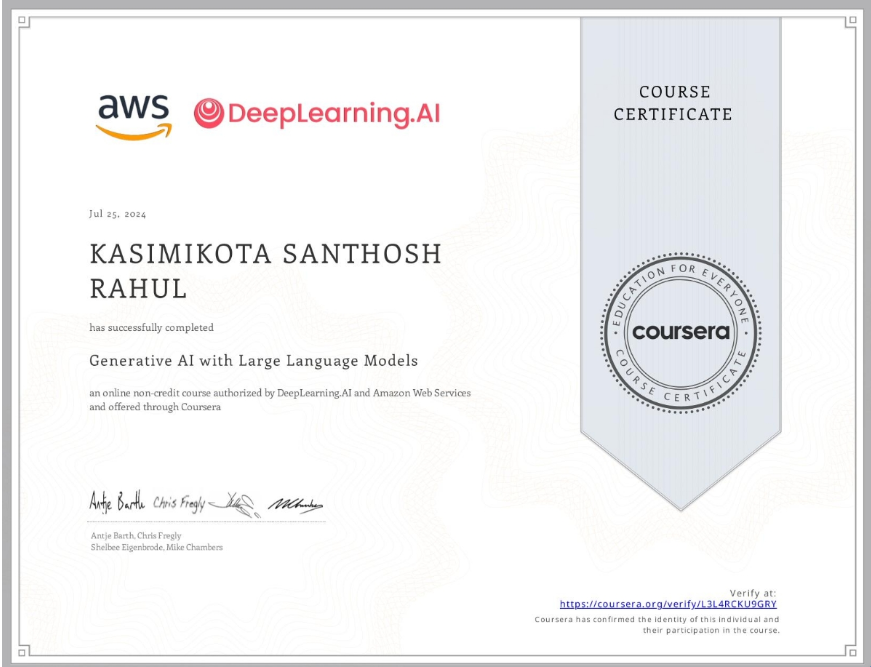 aws DeepLearning.AI
COURSE
CERTIFICATE
Jul 25, 2024
KASIMIKOTA SANTHOSH
RAHUL
has successfully completed
Generative AI with Large Language Models
an online non-credit course authorized by DeepLearning.AI and Amazon Web Services
and offered through Coursera
EDUCATION FOR EVERYONE
coursera
COURSE CERTIFICATE
Antje Barth Chris Fregly
Antje Barth, Chris Fregly
Shelbee Eigenbrode, Mike Chambers
Verify at:
https://coursera.org/verify/L3L4RCKU9GRY
Coursera has confirmed the identity of this individual and
their participation in the course.